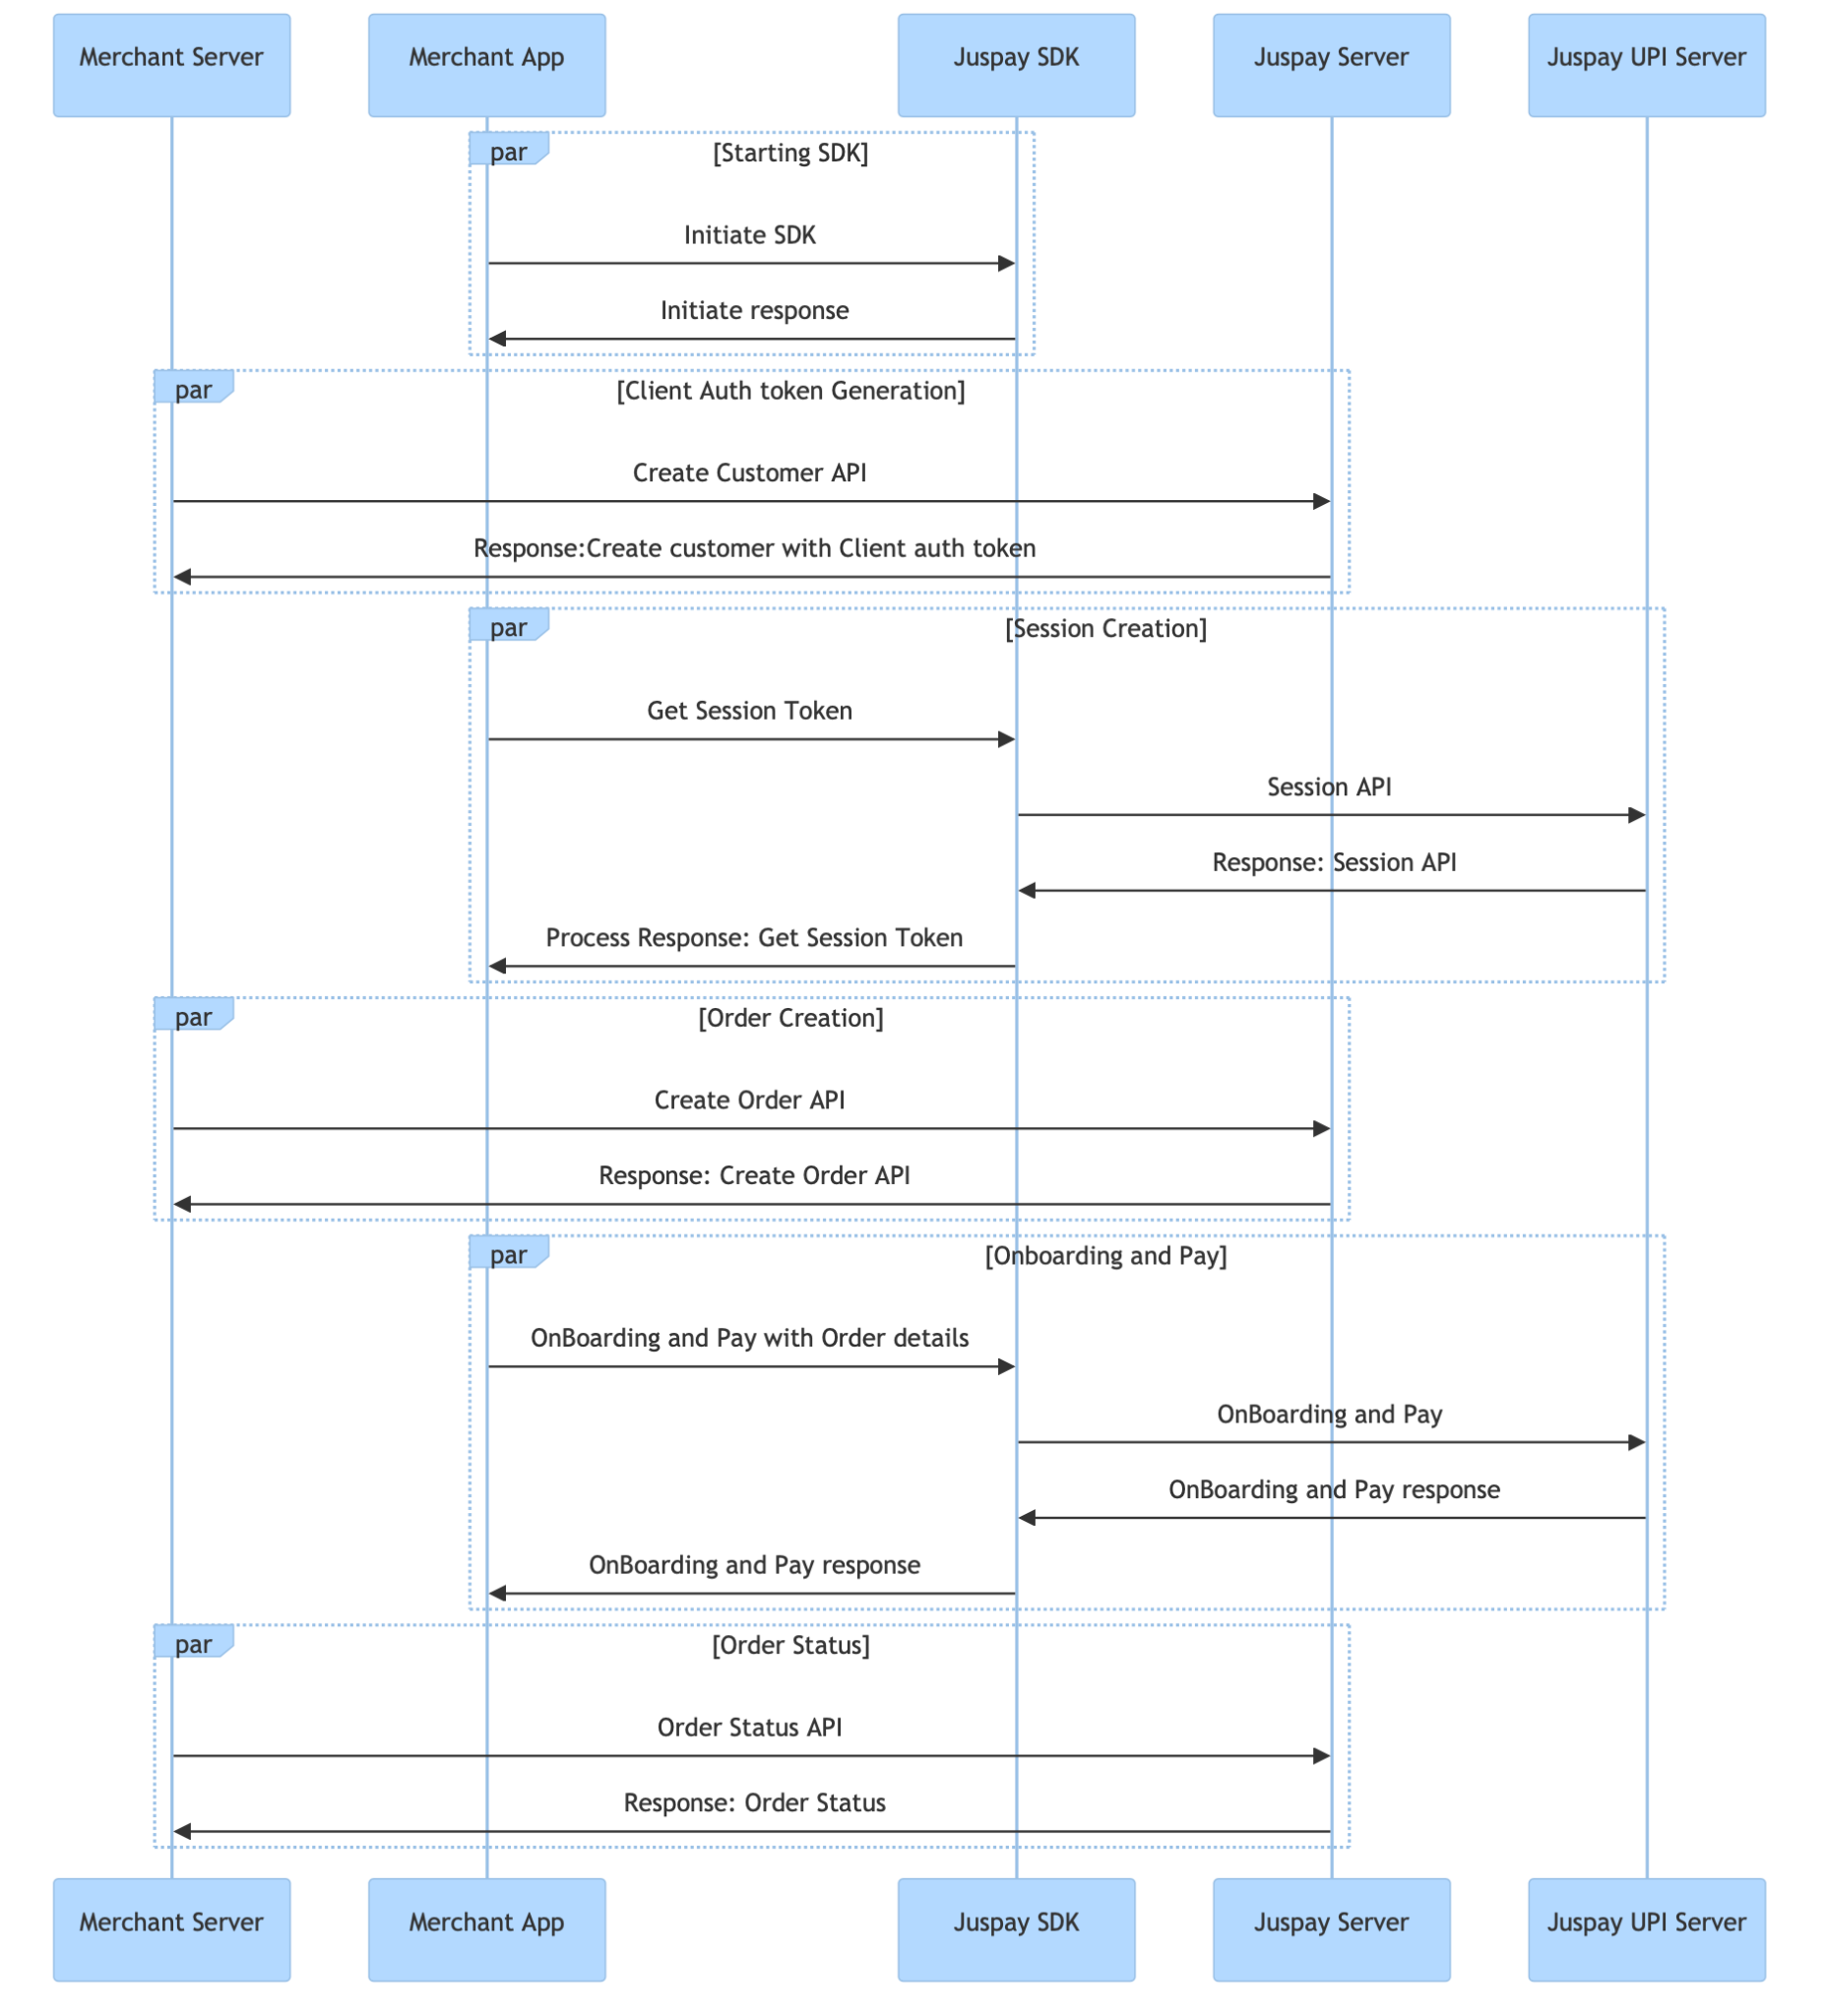 Merchant Server
Merchant App
Juspay SDK
Juspay Server
Juspay UPI Server
par
[Starting SDK]
Initiate SDK
Initiate response
par
[Client Auth token Generation]
Create Customer API
Response:Create customer with Client auth token
par
[Session Creation]
Get Session Token
Session API
Response: Session API
Process Response: Get Session Token
par
[Order Creation]
Create Order API
Response: Create Order API
par
[Onboarding and Pay]
OnBoarding and Pay with Order details
OnBoarding and Pay
OnBoarding and Pay response
OnBoarding and Pay response
par
[Order Status]
Order Status API
Response: Order Status
Merchant Server
Merchant App
Juspay SDK
Juspay Server
Juspay UPI Server